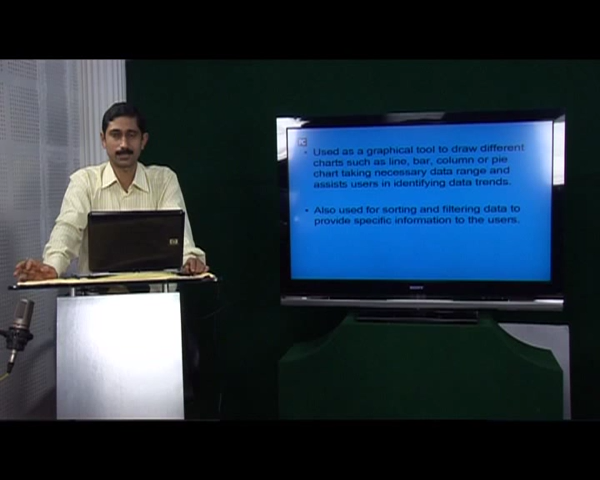 • Used as a graphical tool to draw different
charts such as line, bar, column or pie
chart taking necessary data range and
assists users in identifying data trends.
• Also used for sorting and filtering data to
provide specific information to the users.
SONY
hp